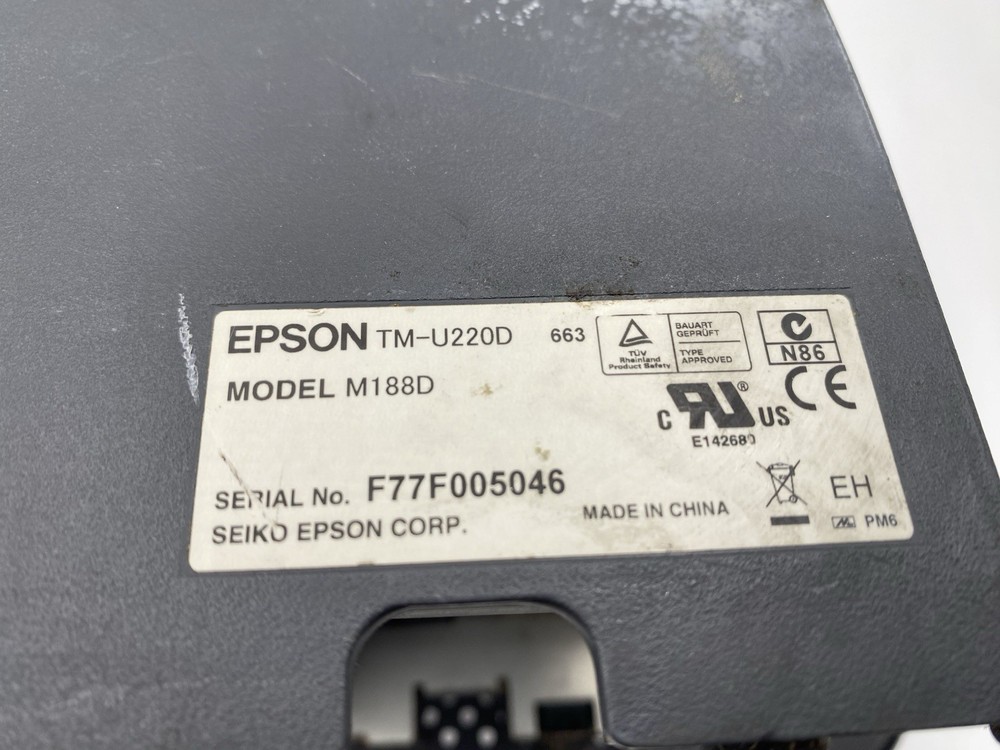 EPSON TM-U220D 663
TÜV
Rheinland
Product Safety
BAUART
GEPRÜFT
TYPE
APPROVED
N86
MODEL M188D
C US
E142680
CE
SERIAL No. F77F005046
MADE IN CHINA
EH
SEIKO EPSON CORP.
PM6